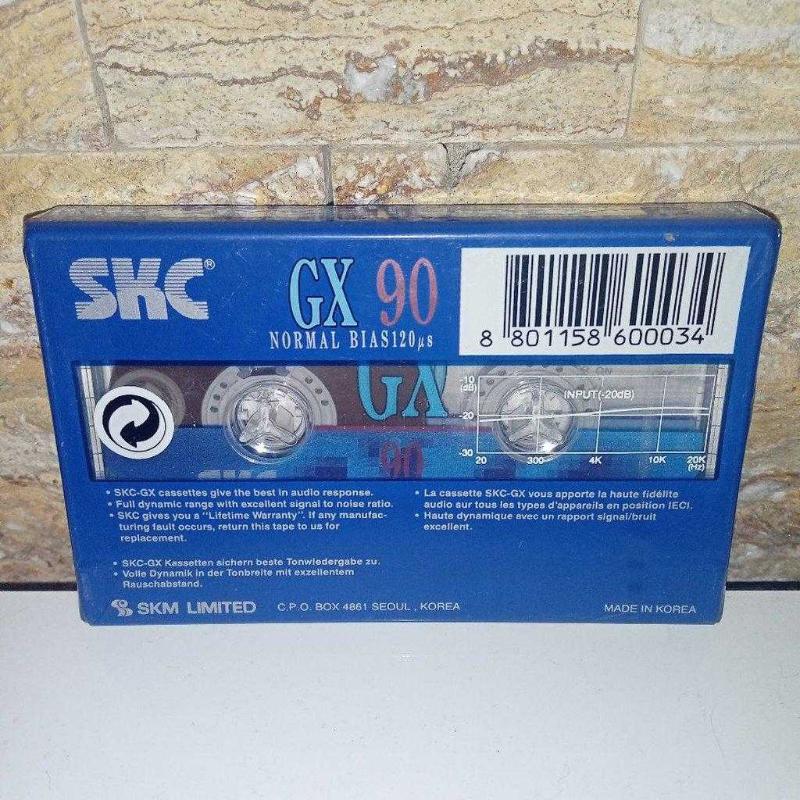 SKC®
GX 90
NORMAL BIAS120µs
8 801158 600034
GX
90
SKC
-10
(dB)
INPUT(-20dB)
-20
-30
20 300 4K 10K 20K
(Hz)
• SKC-GX cassettes give the best in audio response.
• Full dynamic range with excellent signal to noise ratio.
• SKC gives you a "Lifetime Warranty". If any manufac-
turing fault occurs, return this tape to us for
replacement.
• SKC-GX Kassetten sichern beste Tonwiedergabe zu.
• Volle Dynamik in der Tonbreite mit exzellentem
Rauschabstand.
• La cassette SKC-GX vous apporte la haute fidélite
audio sur tous les types d'appareils en position IECI.
• Haute dynamique avec un rapport signal/bruit
excellent.
SKM LIMITED C.P.O. BOX 4861 SEOUL , KOREA
MADE IN KOREA